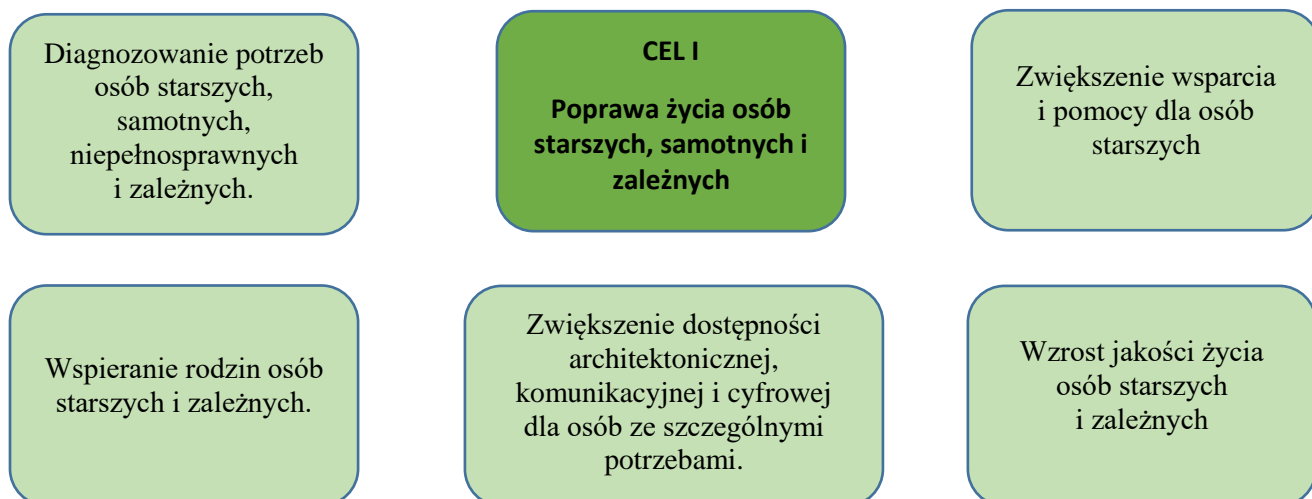 Diagnozowanie potrzeb
osób starszych,
samotnych,
niepełnosprawnych
i zależnych.
CEL I
Poprawa życia osób
starszych, samotnych i
zależnych
Zwiększenie wsparcia
i pomocy dla osób
starszych
Wspieranie rodzin osób
starszych i zależnych.
Zwiększenie dostępności
architektonicznej,
komunikacyjnej i cyfrowej
dla osób ze szczególnymi
potrzebami.
Wzrost jakości życia
osób starszych
i zależnych